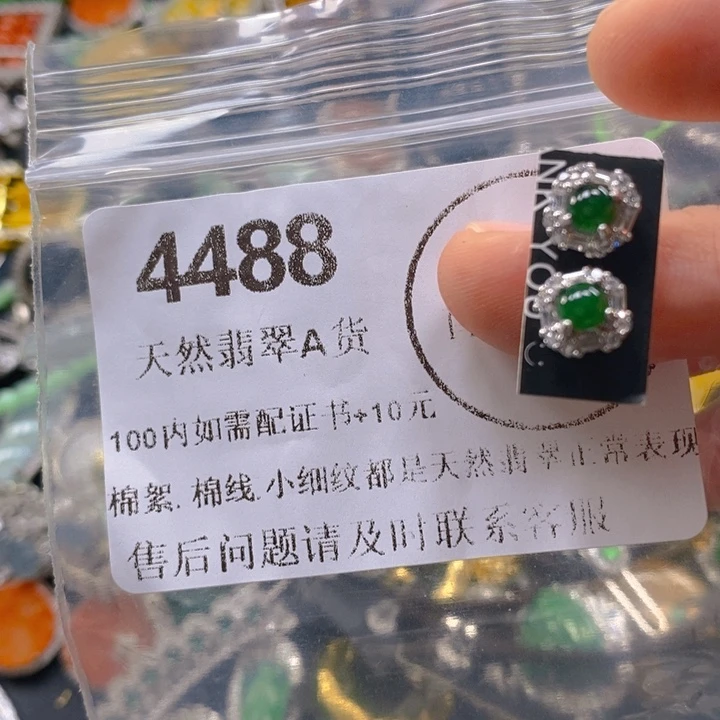 4488
天然翡翠A货
100内如需配证书+10元
棉絮.棉线.小细纹都是天然翡翠正常表现
售后问题请及时联系客服